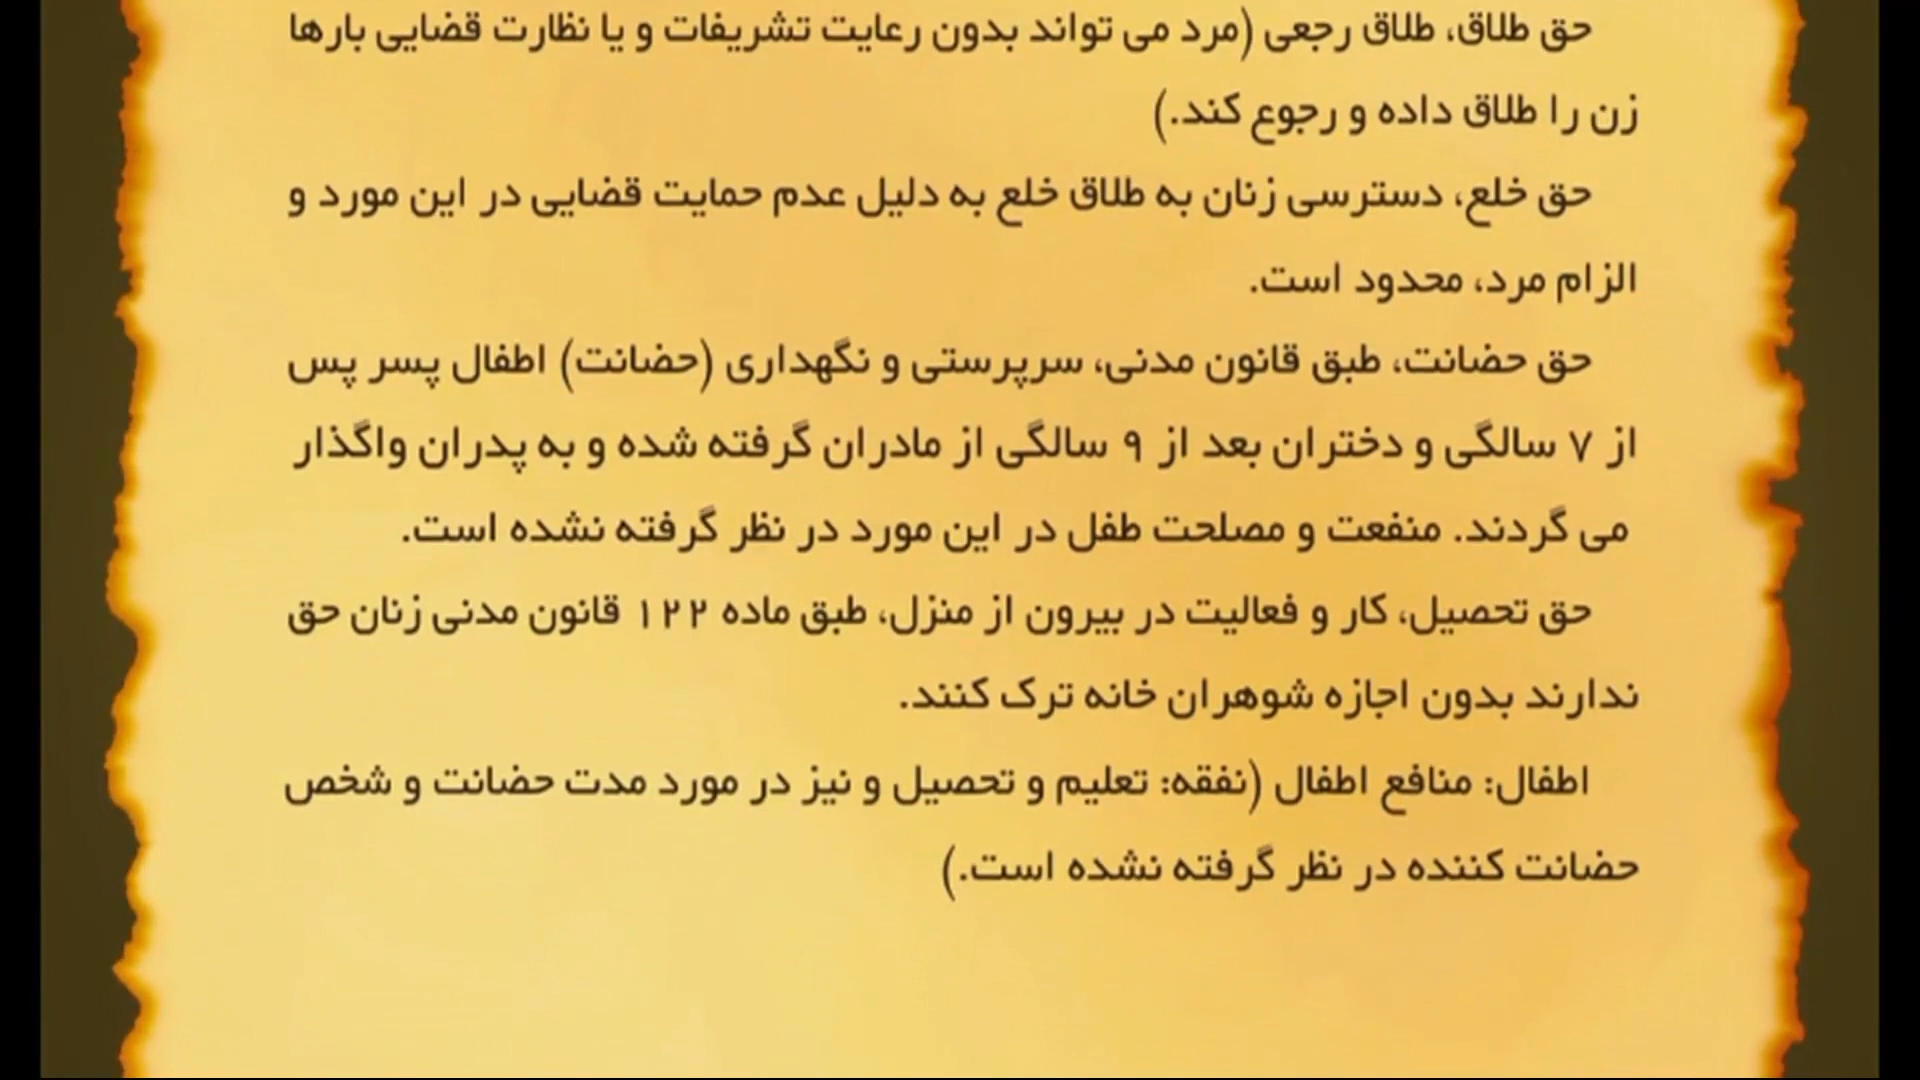 حق طلاق، طلاق رجعی (مرد می تواند بدون رعایت تشریفات و یا نظارت قضایی بارها
زن را طلاق داده و رجوع کند.)
حق خلع، دسترسی زنان به طلاق خلع به دلیل عدم حمایت قضایی در این مورد و
الزام مرد، محدود است.
حق حضانت، طبق قانون مدنی، سرپرستی و نگهداری (حضانت) اطفال پسر پس
از ۷ سالگی و دختران بعد از ۹ سالگی از مادران گرفته شده و به پدران واگذار
می گردند. منفعت و مصلحت طفل در این مورد در نظر گرفته نشده است.
حق تحصیل، کار و فعالیت در بیرون از منزل، طبق ماده ۱۲۲ قانون مدنی زنان حق
ندارند بدون اجازه شوهران خانه ترک کنند.
اطفال: منافع اطفال (نفقه: تعلیم و تحصیل و نیز در مورد مدت حضانت و شخص
حضانت کننده در نظر گرفته نشده است.)